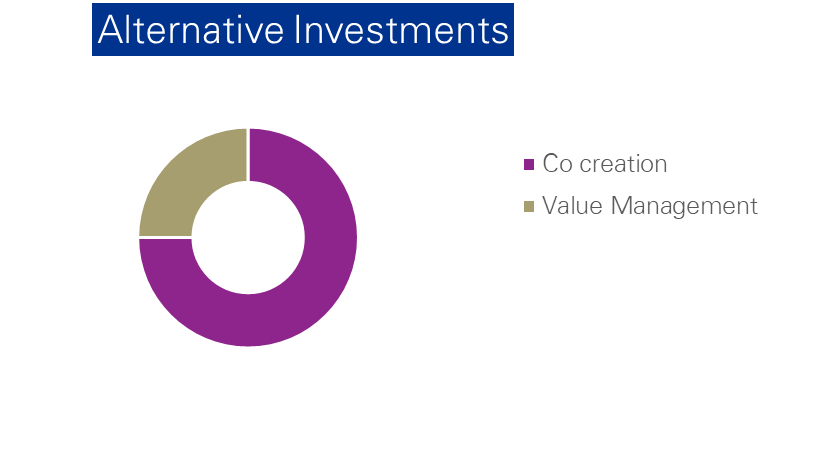 Alternative Investments
Co creation
Value Management